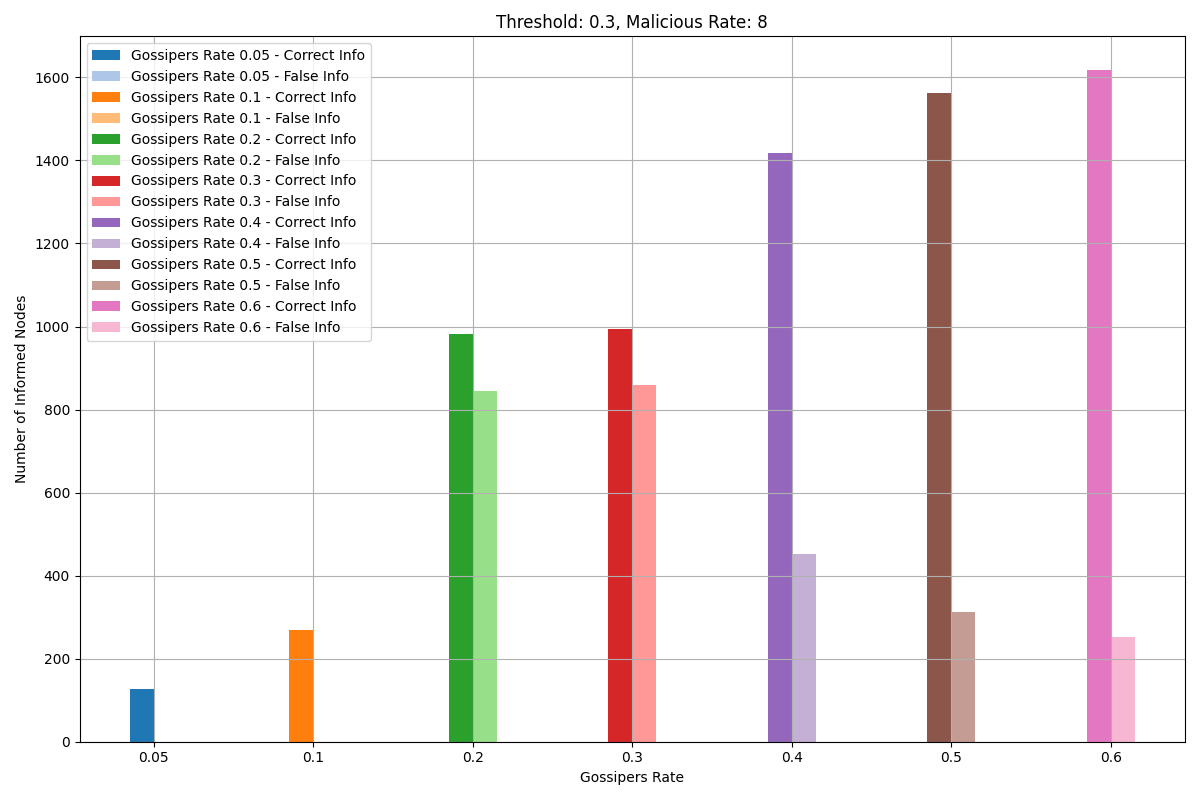 Threshold: 0.3, Malicious Rate: 8
Gossipers Rate 0.05 - Correct Info
Gossipers Rate 0.05 - False Info
Gossipers Rate 0.1 - Correct Info
Gossipers Rate 0.1 - False Info
Gossipers Rate 0.2 - Correct Info
Gossipers Rate 0.2 - False Info
Gossipers Rate 0.3 - Correct Info
Gossipers Rate 0.3 - False Info
Gossipers Rate 0.4 - Correct Info
Gossipers Rate 0.4 - False Info
Gossipers Rate 0.5 - Correct Info
Gossipers Rate 0.5 - False Info
Gossipers Rate 0.6 - Correct Info
Gossipers Rate 0.6 - False Info
Number of Informed Nodes
1600
1400
1200
1000
800
600
400
200
0
0.05 0.1 0.2 0.3 0.4 0.5 0.6
Gossipers Rate